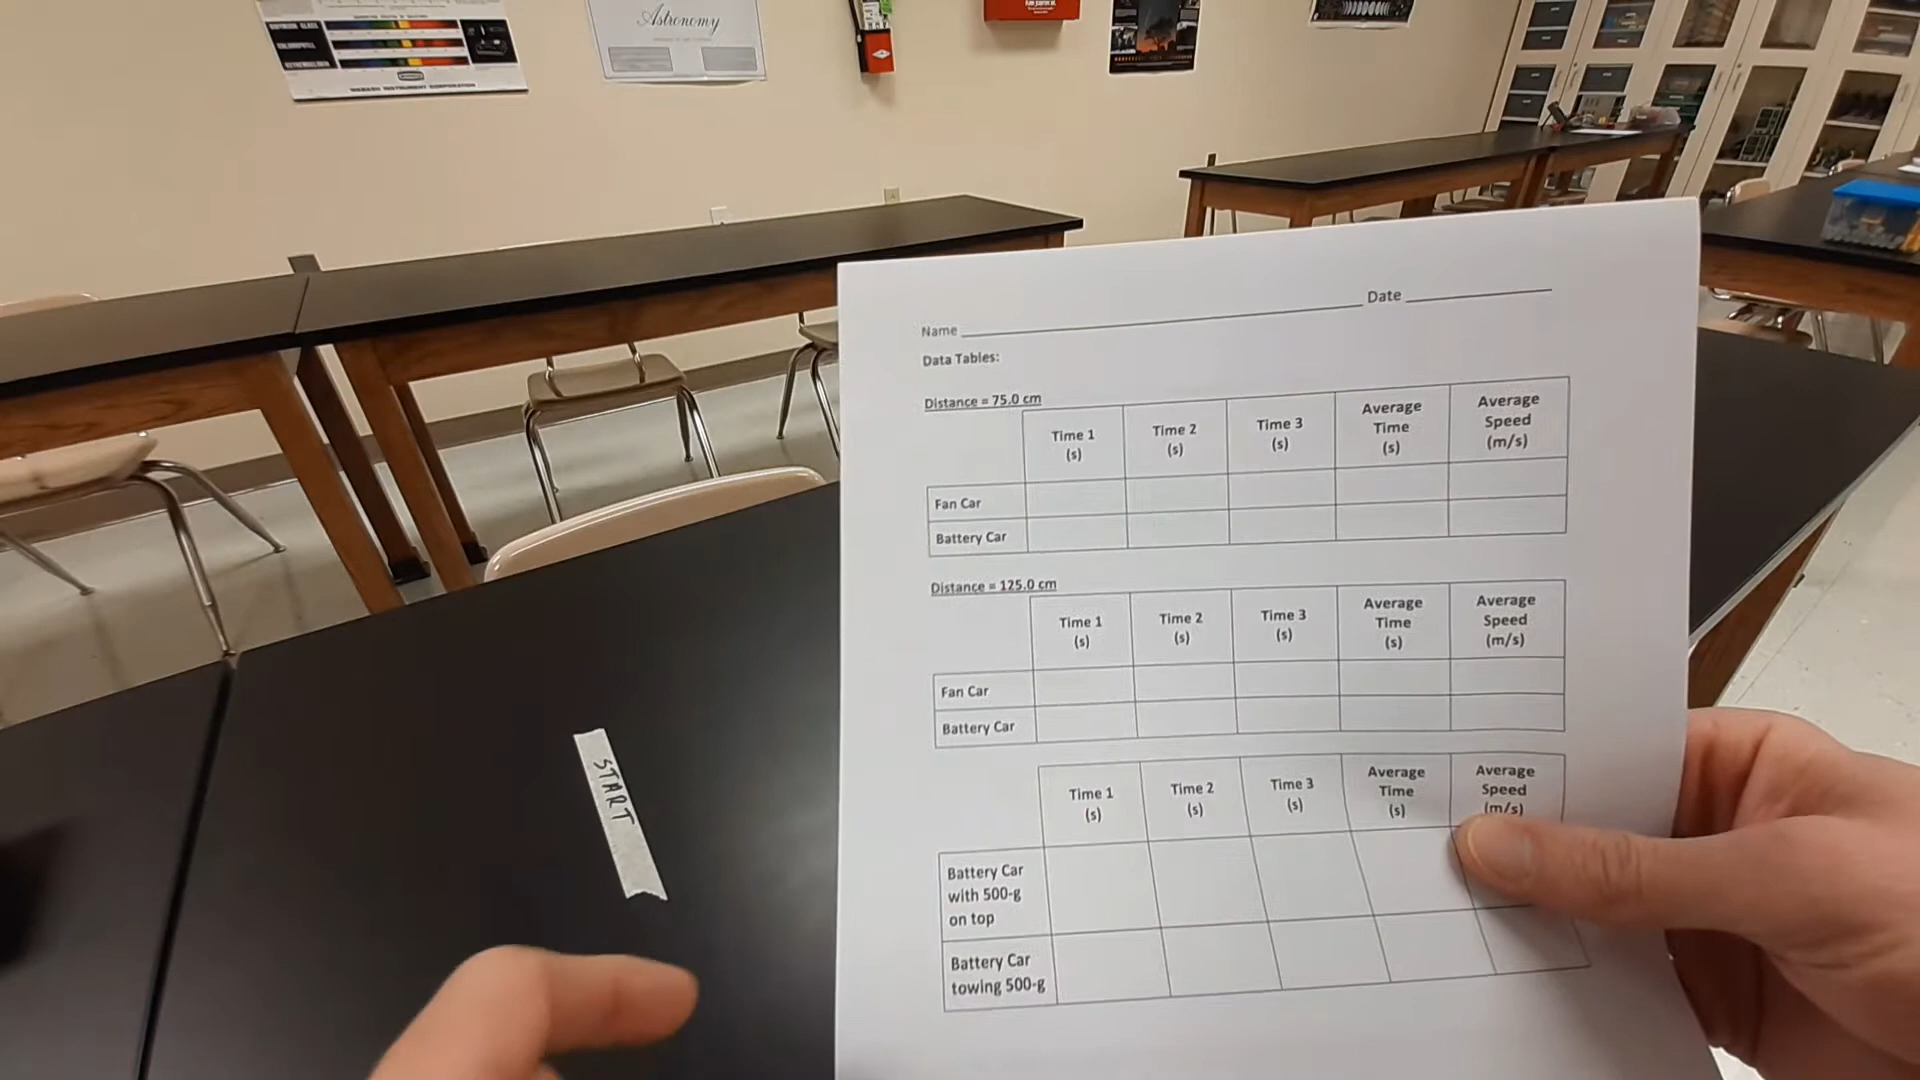 Astronomy
WABASH INSTRUMENT CORPORATION
Name
Date
Data Tables:
Distance = 75.0 cm
Time 1 (s)
Time 2 (s)
Time 3 (s)
Average Time (s)
Average Speed (m/s)
Fan Car
Battery Car
Distance = 125.0 cm
Time 1 (s)
Time 2 (s)
Time 3 (s)
Average Time (s)
Average Speed (m/s)
Fan Car
Battery Car
Time 1 (s)
Time 2 (s)
Time 3 (s)
Average Time (s)
Average Speed (m/s)
Battery Car with 500-g on top
Battery Car towing 500-g
START